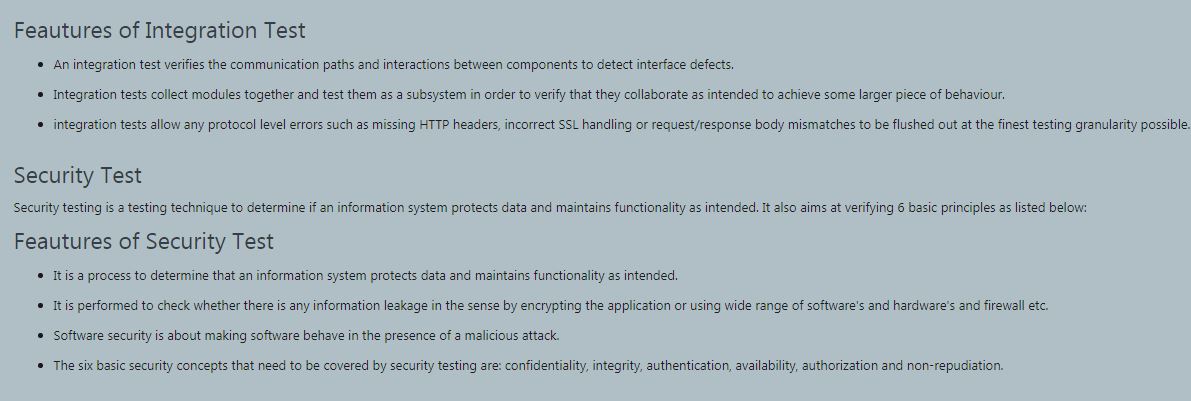 Feautures of Integration Test
• An integration test verifies the communication paths and interactions between components to detect interface defects.
• Integration tests collect modules together and test them as a subsystem in order to verify that they collaborate as intended to achieve some larger piece of behaviour.
• integration tests allow any protocol level errors such as missing HTTP headers, incorrect SSL handling or request/response body mismatches to be flushed out at the finest testing granularity possible.
Security Test
Security testing is a testing technique to determine if an information system protects data and maintains functionality as intended. It also aims at verifying 6 basic principles as listed below:
Feautures of Security Test
• It is a process to determine that an information system protects data and maintains functionality as intended.
• It is performed to check whether there is any information leakage in the sense by encrypting the application or using wide range of software's and hardware's and firewall etc.
• Software security is about making software behave in the presence of a malicious attack.
• The six basic security concepts that need to be covered by security testing are: confidentiality, integrity, authentication, availability, authorization and non-repudiation.